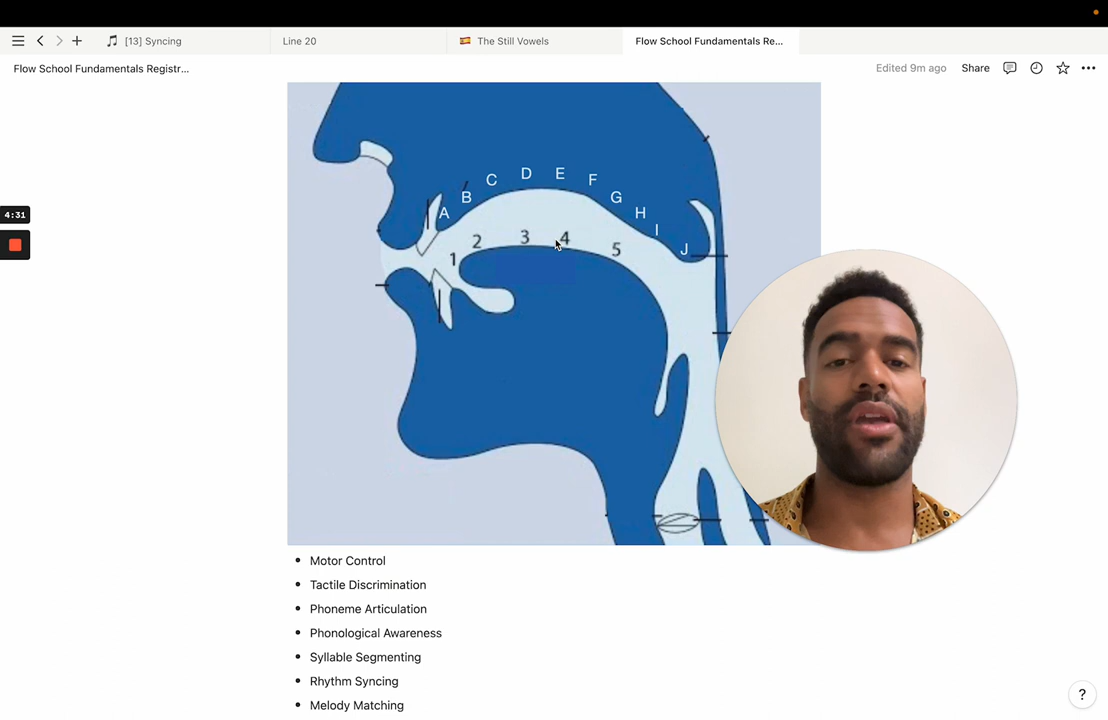 [13] Syncing
Line 20
The Still Vowels
Flow School Fundamentals Re...
Flow School Fundamentals Registr...
Edited 9m ago
Share
4:31
A B C D E F G H I J
1 2 3 4 5
Motor Control
Tactile Discrimination
Phoneme Articulation
Phonological Awareness
Syllable Segmenting
Rhythm Syncing
Melody Matching
?